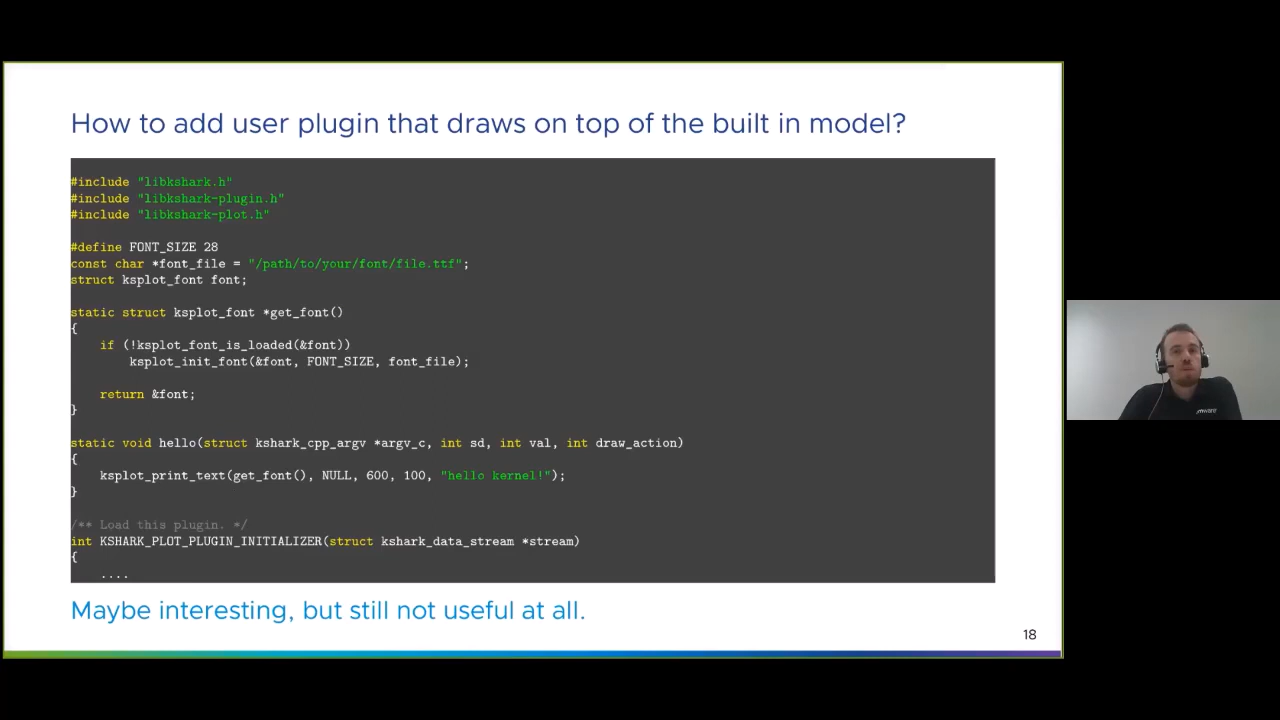 How to add user plugin that draws on top of the built in model?
#include "libkshark.h"
#include "libkshark-plugin.h"
#include "libkshark-plot.h"
#define FONT_SIZE 28
const char *font_file = "/path/to/your/font/file.ttf";
struct ksplot_font font;
static struct ksplot_font *get_font()
{
if (!ksplot_font_is_loaded(&font))
ksplot_init_font(&font, FONT_SIZE, font_file);
return &font;
}
static void hello(struct kshark_cpp_argv *argv_c, int sd, int val, int draw_action)
{
ksplot_print_text(get_font(), NULL, 600, 100, "hello kernel!");
}
/** Load this plugin. */
int KSHARK_PLOT_PLUGIN_INITIALIZER(struct kshark_data_stream *stream)
{
....
Maybe interesting, but still not useful at all.
18
vmware